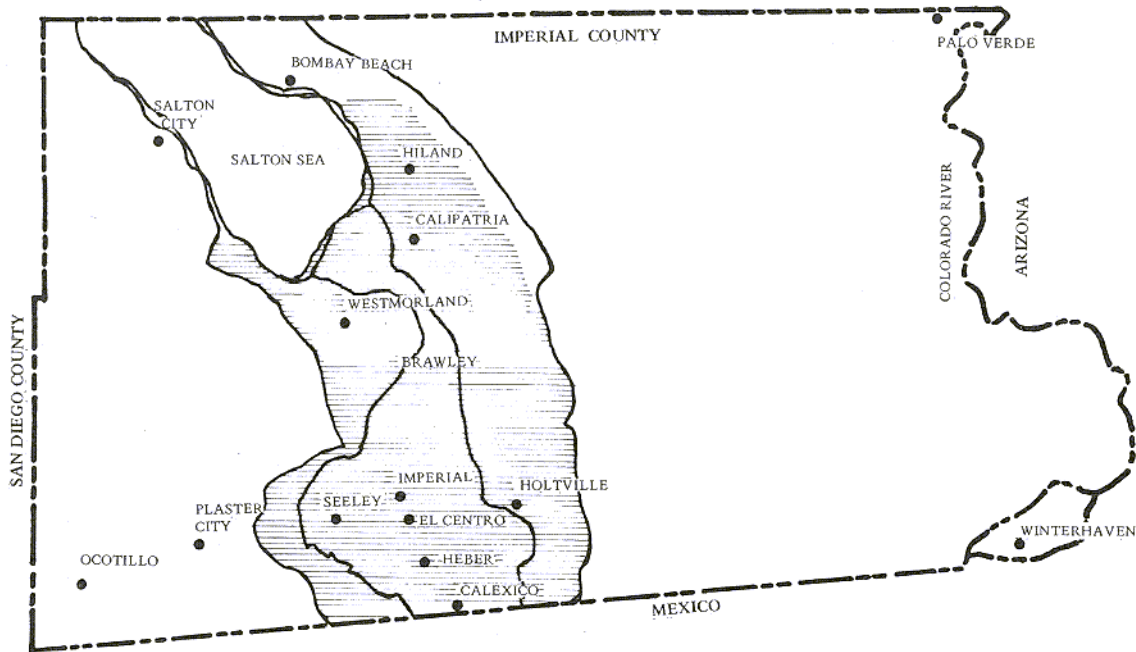 IMPERIAL COUNTY
PALO VERDE
BOMBAY BEACH
SALTON
CITY
SALTON SEA
HILAND
CALIPATRIA
COLORADO RIVER
ARIZONA
WESTMORLAND
BRAWLEY
SAN DIEGO COUNTY
IMPERIAL
HOLTVILLE
SEELEY
PLASTER
CITY
EL CENTRO
WINTERHAVEN
OCOTILLO
HEBER
CALEXICO
MEXICO